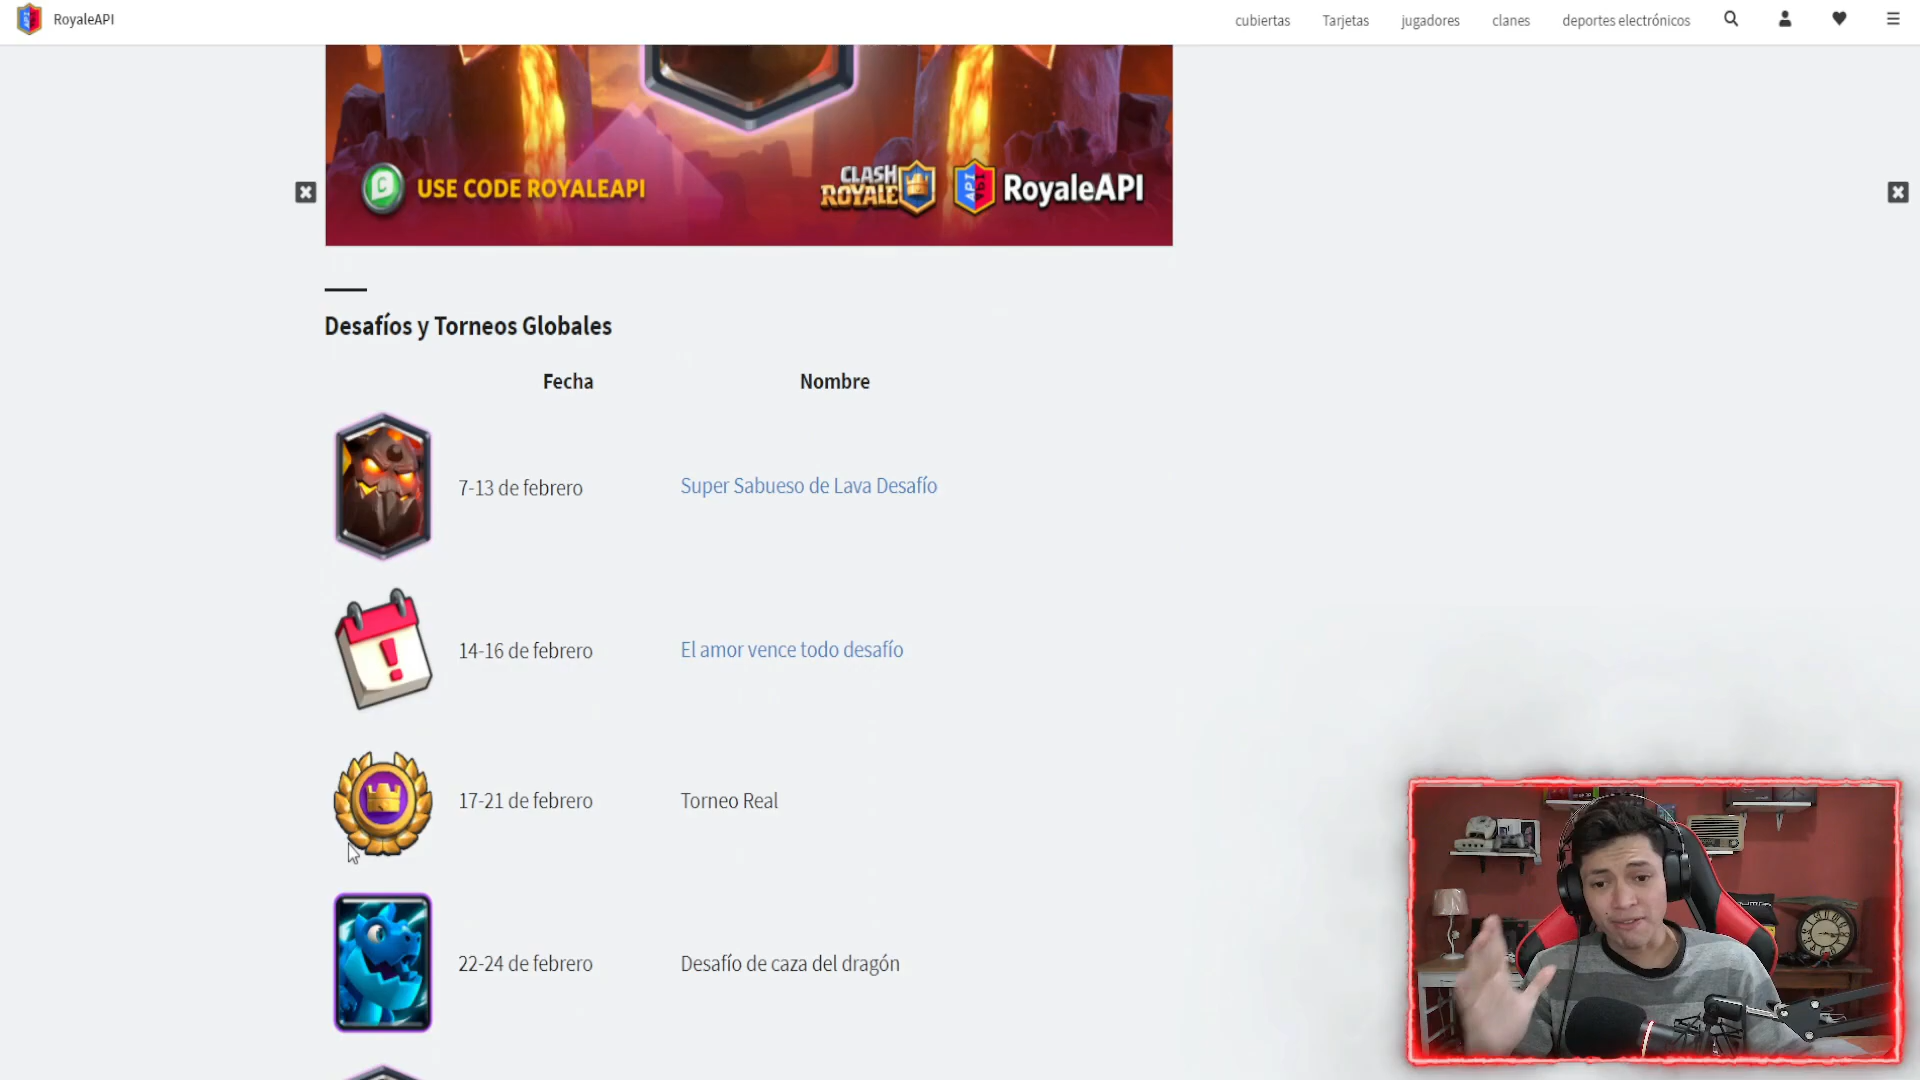 RoyaleAPI
cubiertas
Tarjetas
jugadores
clanes
deportes electrónicos
USE CODE ROYALEAPI
CLASH
ROYALE
API
RoyaleAPI
Desafíos y Torneos Globales
Fecha
Nombre
7-13 de febrero
Super Sabueso de Lava Desafío
14-16 de febrero
El amor vence todo desafío
17-21 de febrero
Torneo Real
22-24 de febrero
Desafío de caza del dragón